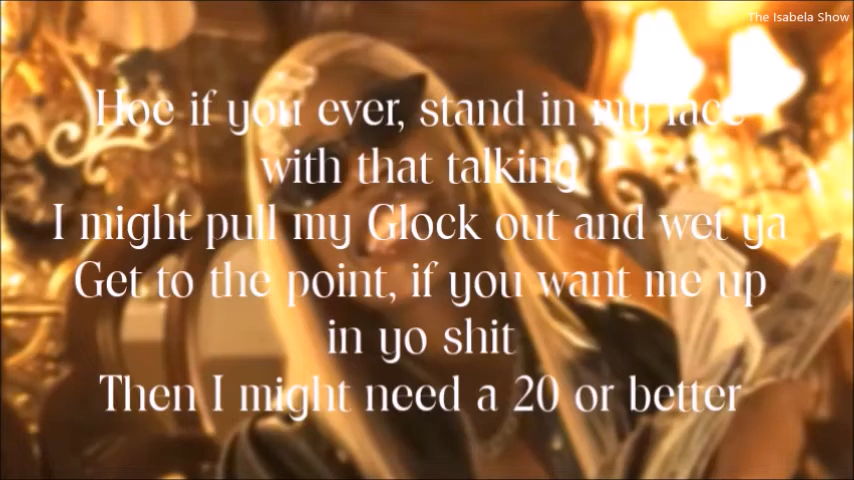 The Isabela Show
Hoe if you ever, stand in my face
with that talking
I might pull my Glock out and wet ya
Get to the point, if you want me up
in yo shit
Then I might need a 20 or better